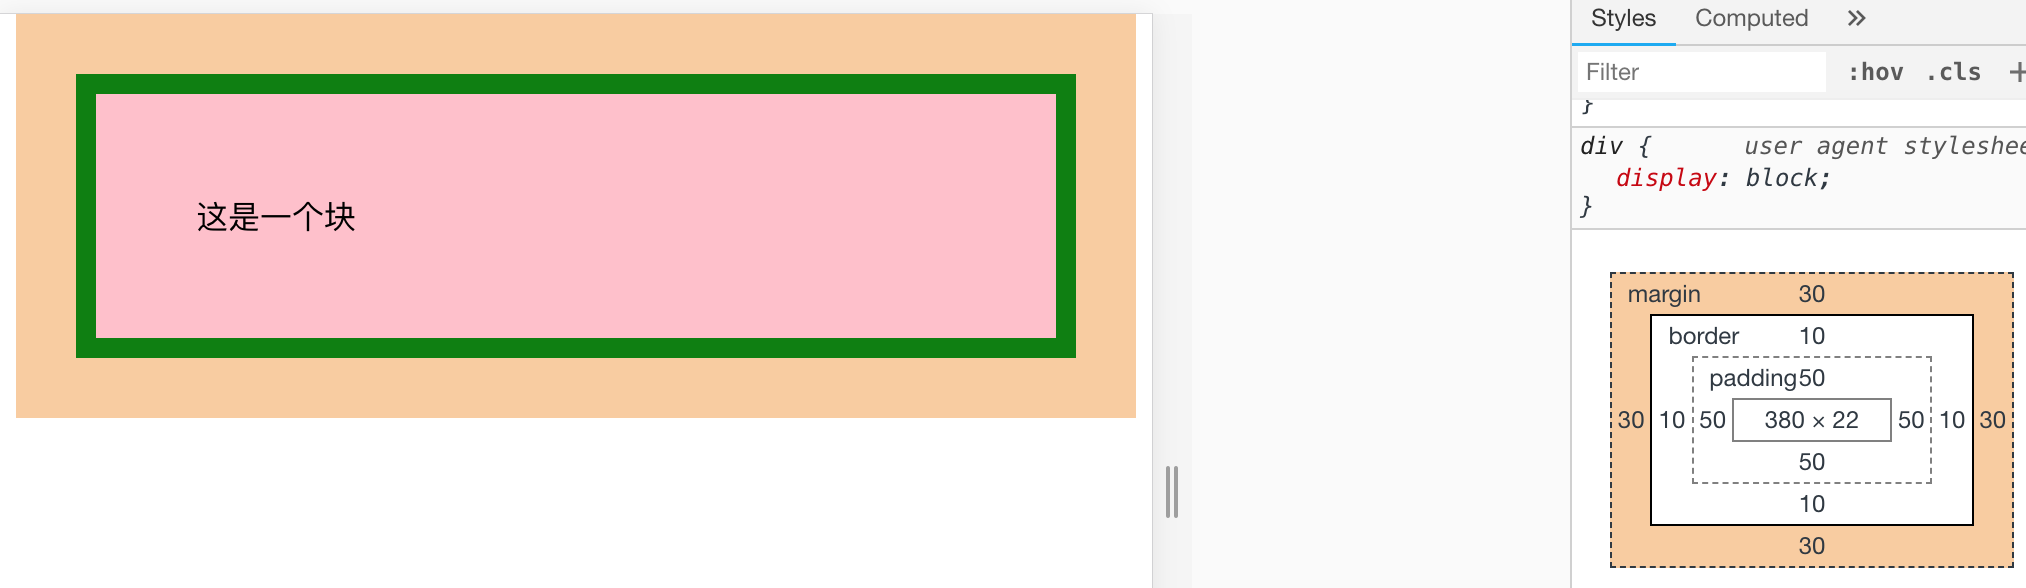 这是一个块
Styles Computed »
Filter :hov .cls +
}
div { user agent styleshee
display: block;
}
margin 30
border 10
padding50
30 10 50 380 × 22 50 10 30
50
10
30